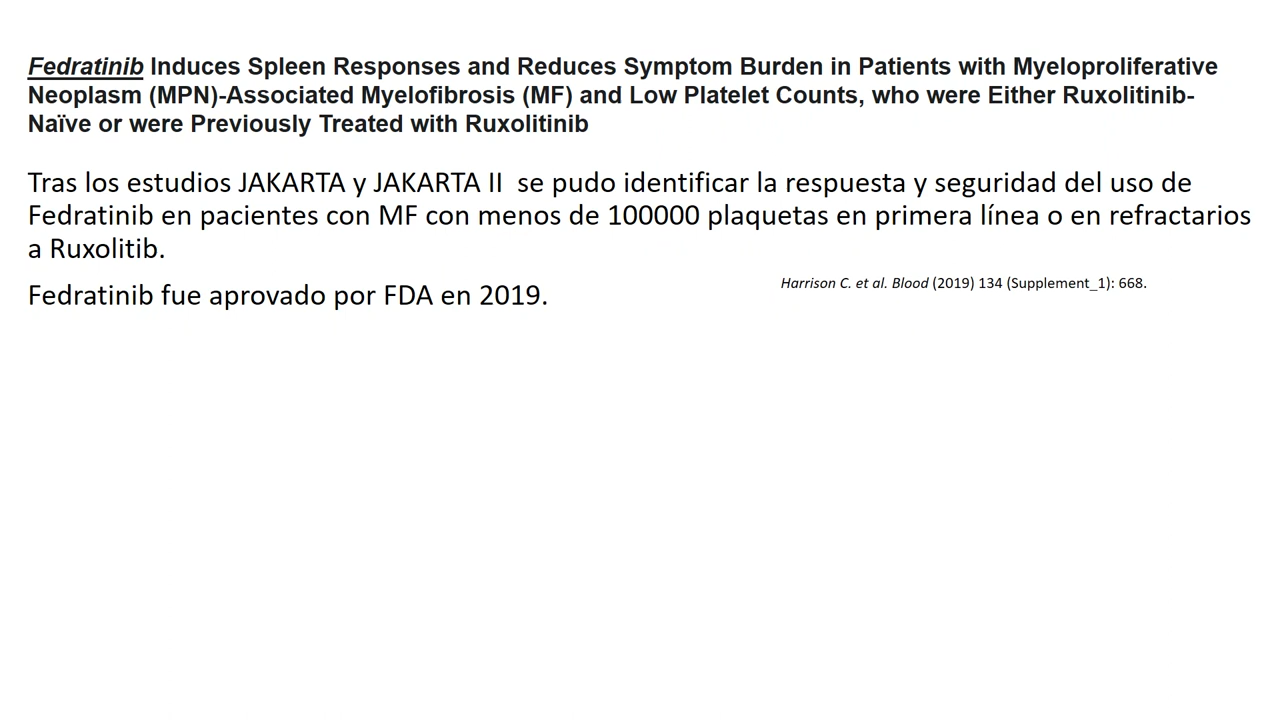 Fedratinib Induces Spleen Responses and Reduces Symptom Burden in Patients with Myeloproliferative
Neoplasm (MPN)-Associated Myelofibrosis (MF) and Low Platelet Counts, who were Either Ruxolitinib-
Naïve or were Previously Treated with Ruxolitinib
Tras los estudios JAKARTA y JAKARTA II  se pudo identificar la respuesta y seguridad del uso de
Fedratinib en pacientes con MF con menos de 100000 plaquetas en primera línea o en refractarios
a Ruxolitib.
Harrison C. et al. Blood (2019) 134 (Supplement_1): 668.
Fedratinib fue aprovado por FDA en 2019.